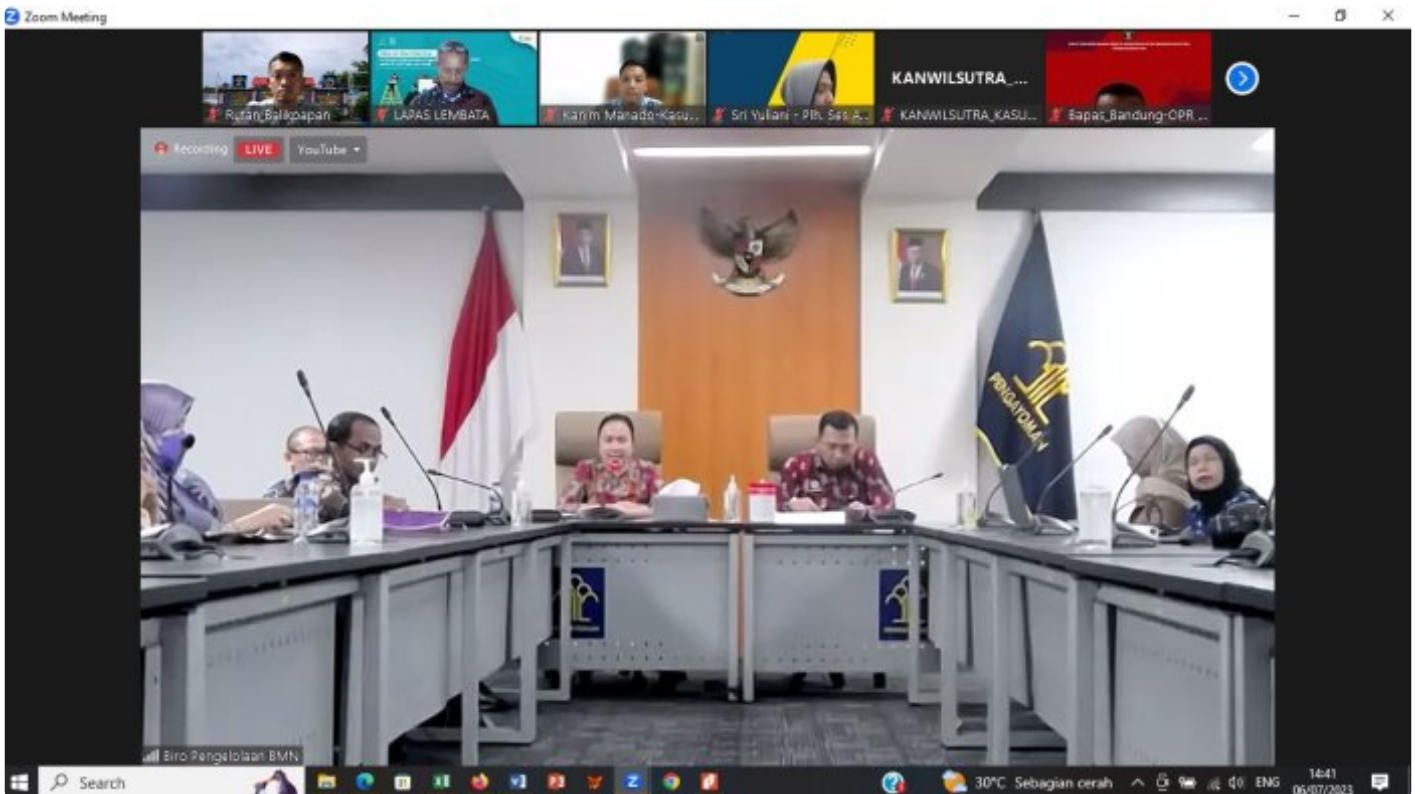 Zoom Meeting
Rutan_Balikpapan
LAPAS LEMBATA
Kanim Manado-Kasu...
Sri Yuliani - Plh. Ses A...
KANWILSUTRA_...
KANWILSUTRA_KASU...
Bapas_Bandung-OPR ...
Recording
LIVE
YouTube
PENGAYOMAN
Biro Pengelolaan BMN
Search
30°C Sebagian cerah
ENG
14:41
06/07/2023